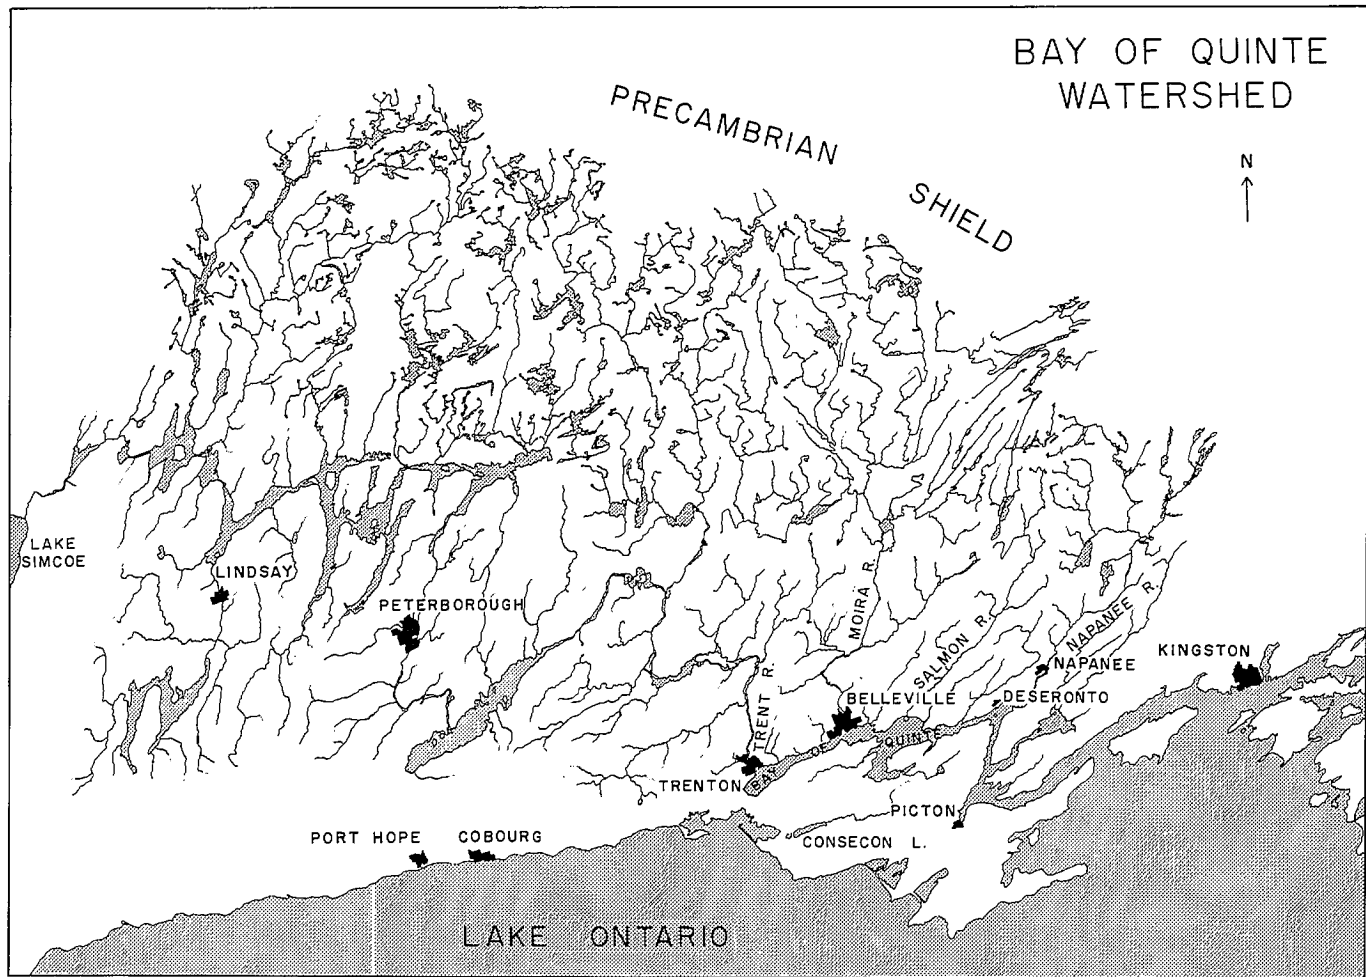 BAY OF QUINTE
WATERSHED
PRECAMBRIAN
SHIELD
N
LAKE
SIMCOE
LINDSAY
PETERBOROUGH
MOIRA R.
SALMON R.
NAPANEE R.
NAPANEE
KINGSTON
TRENT R.
BELLEVILLE
DESERONTO
BAY OF QUINTE
TRENTON
PICTON
CONSECON L.
PORT HOPE
COBOURG
LAKE ONTARIO